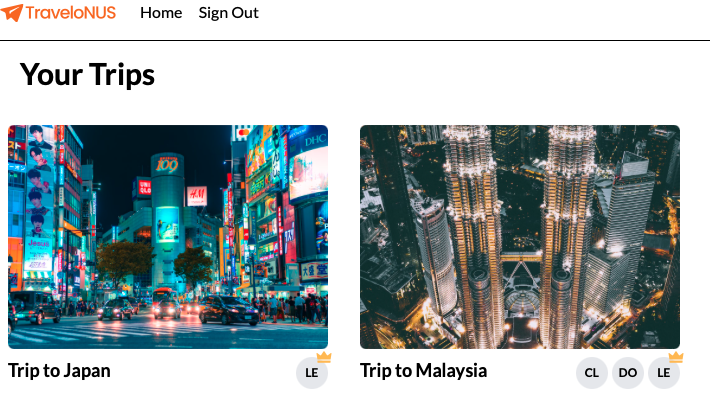 TraveloNUS Home Sign Out
Your Trips
109
H&M
DHC
Trip to Japan
LE
Trip to Malaysia
CL DO LE